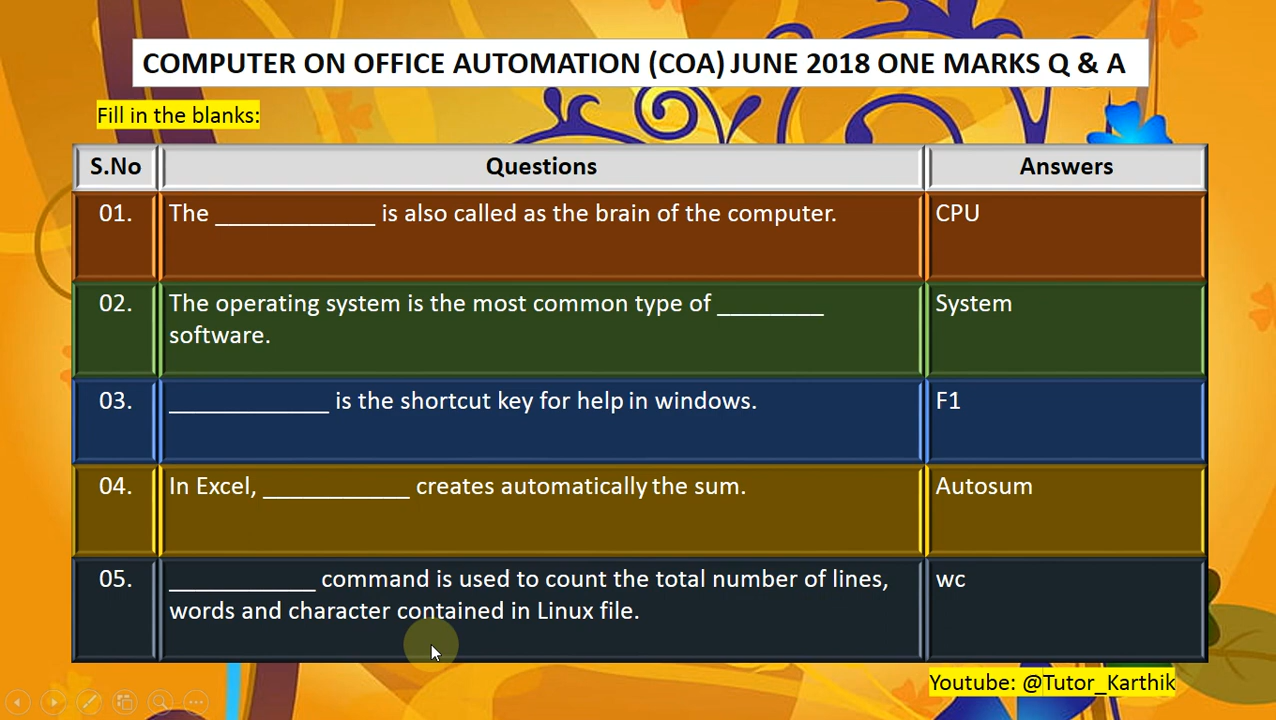 COMPUTER ON OFFICE AUTOMATION (COA) JUNE 2018 ONE MARKS Q & A
Fill in the blanks:
S.No Questions Answers
01. The ____________ is also called as the brain of the computer. CPU
02. The operating system is the most common type of ________ System
software.
03. ____________ is the shortcut key for help in windows. F1
04. In Excel, ___________ creates automatically the sum. Autosum
05. ___________ command is used to count the total number of lines, wc
words and character contained in Linux file.
Youtube: @Tutor_Karthik